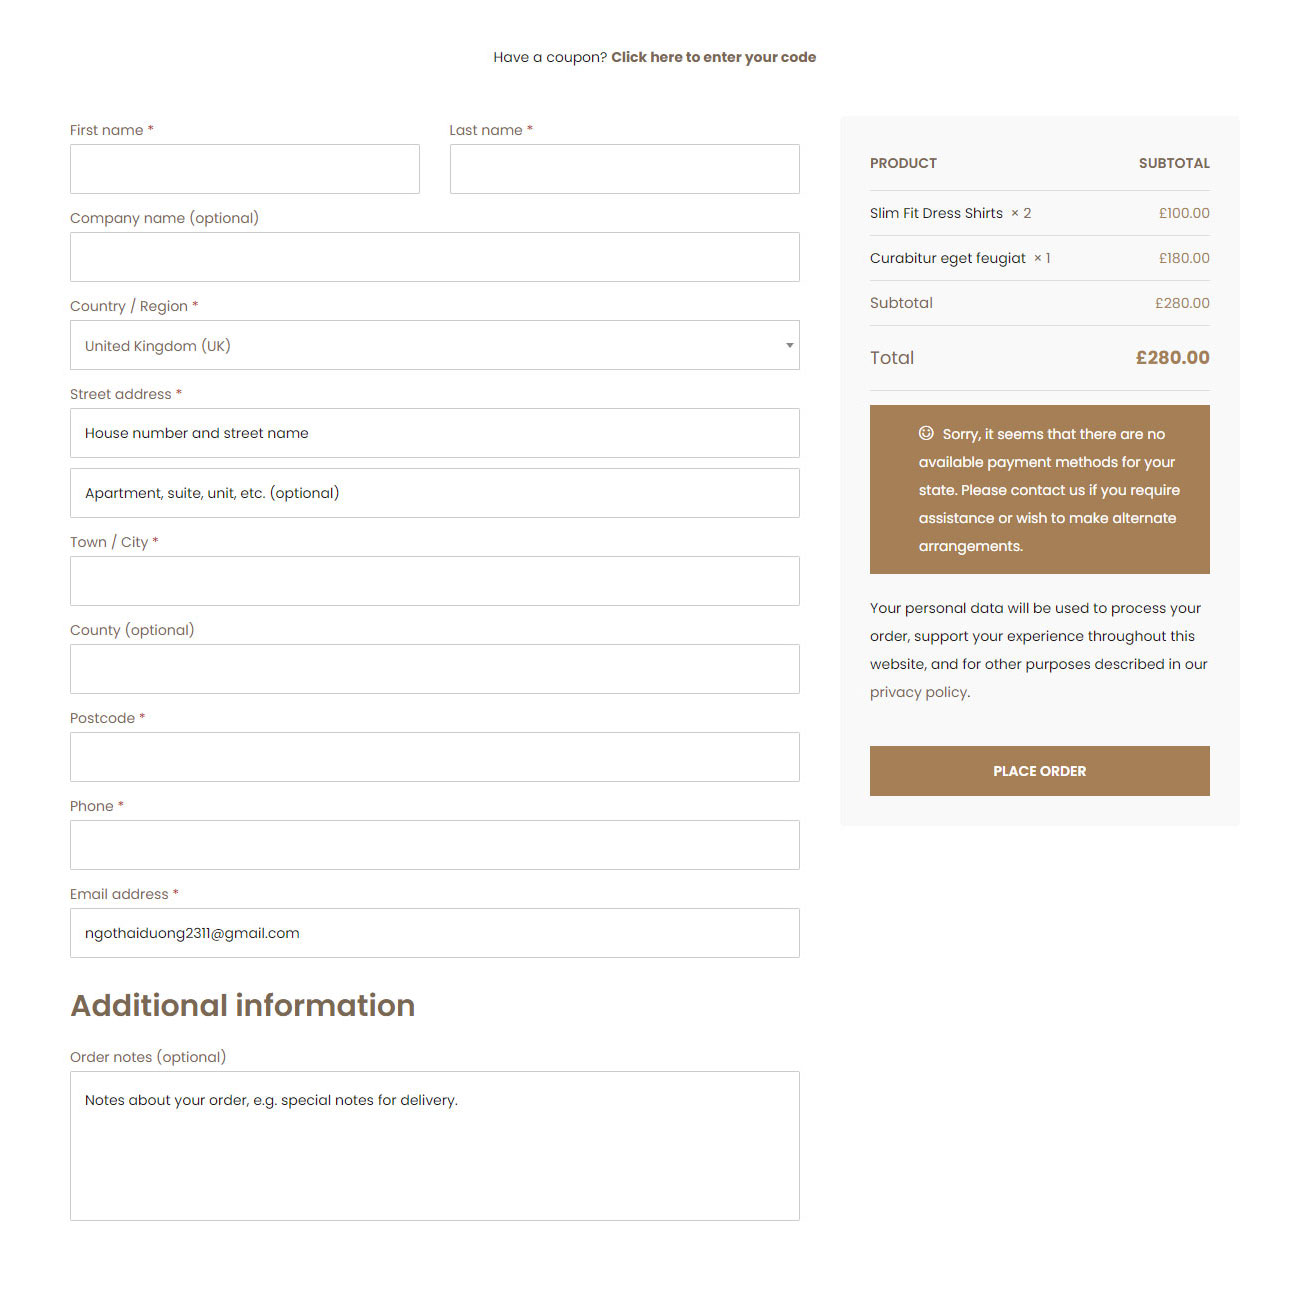 Have a coupon? Click here to enter your code
First name *
Last name *
Company name (optional)
Country / Region *
United Kingdom (UK)
Street address *
House number and street name
Apartment, suite, unit, etc. (optional)
Town / City *
County (optional)
Postcode *
Phone *
Email address *
ngothaiduong2311@gmail.com
Additional information
Order notes (optional)
Notes about your order, e.g. special notes for delivery.
PRODUCT SUBTOTAL
Slim Fit Dress Shirts × 2 £100.00
Curabitur eget feugiat × 1 £180.00
Subtotal £280.00
Total £280.00
Sorry, it seems that there are no
available payment methods for your
state. Please contact us if you require
assistance or wish to make alternate
arrangements.
Your personal data will be used to process your
order, support your experience throughout this
website, and for other purposes described in our
privacy policy.
PLACE ORDER